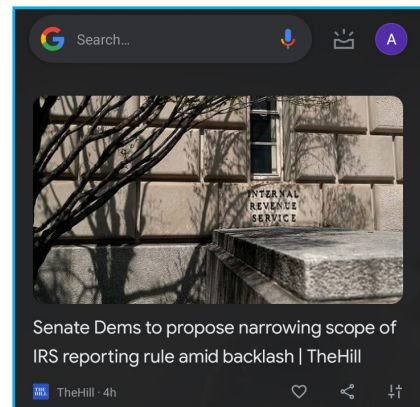 Search...
A
INTERNAL
REVENUE
SERVICE
Senate Dems to propose narrowing scope of
IRS reporting rule amid backlash | TheHill
THE
HILL
TheHill · 4h